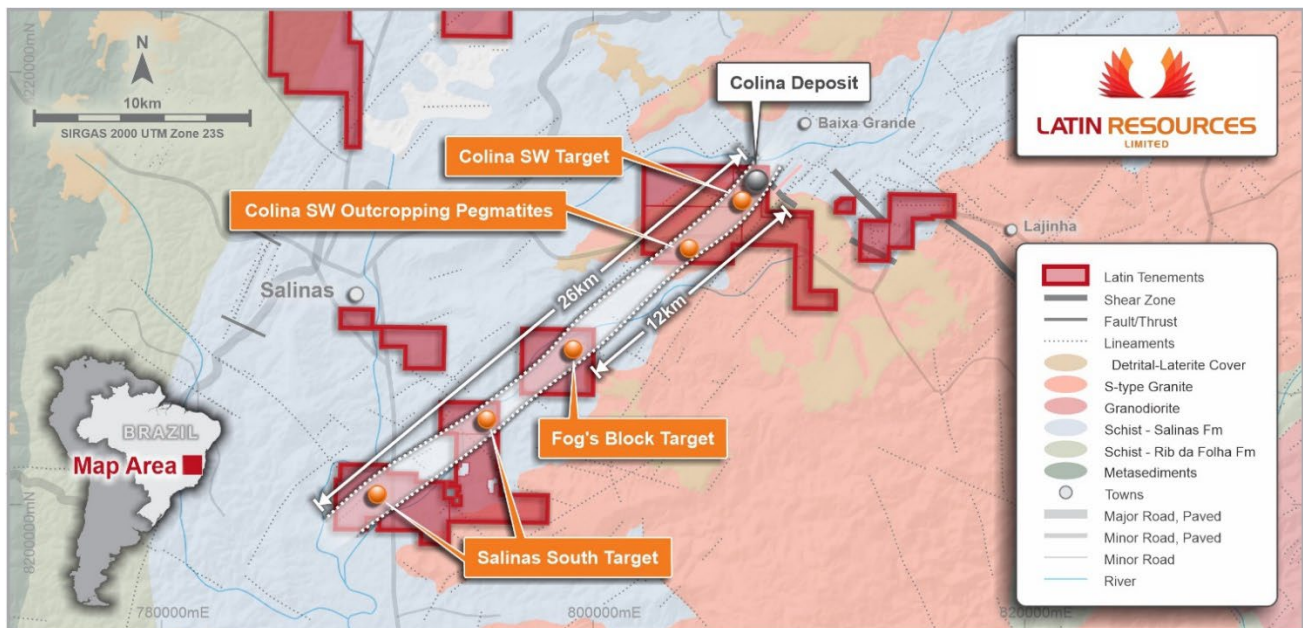 N
10km
SIRGAS 2000 UTM Zone 23S
Colina Deposit
Baixa Grande
Colina SW Target
LATIN RESOURCES
LIMITED
Colina SW Outcropping Pegmatites
Lajinha
Salinas
26km
12km
Fog's Block Target
Salinas South Target
BRAZIL
Map Area
Latin Tenements
Shear Zone
Fault/Thrust
Lineaments
Detrital-Laterite Cover
S-type Granite
Granodiorite
Schist - Salinas Fm
Schist - Rib da Folha Fm
Metasediments
Towns
Major Road, Paved
Minor Road, Paved
Minor Road
River
8200000mN
780000mE
800000mE
820000mE